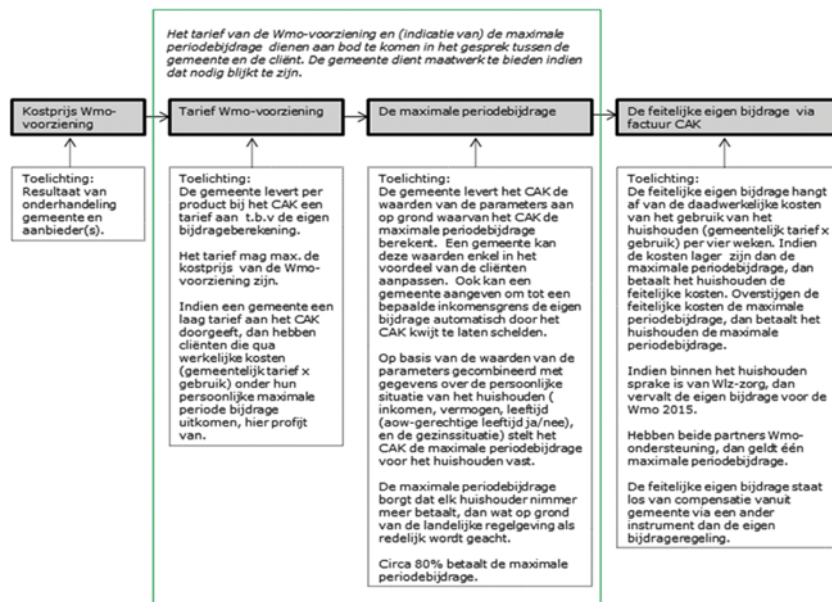 Het tarief van de Wmo-voorziening en (indicatie van) de maximale
periodebijdrage dienen aan bod te komen in het gesprek tussen de
gemeente en de cliënt. De gemeente dient maatwerk te bieden indien
dat nodig blijkt te zijn.
Kostprijs Wmo-
voorziening
Tarief Wmo-voorziening
De maximale periodebijdrage
De feitelijke eigen bijdrage via
factuur CAK
Toelichting:
Resultaat van
onderhandeling
gemeente en
aanbieder(s).
Toelichting:
De gemeente levert per
product bij het CAK een
tarief aan t.b.v de eigen
bijdrageberekening.
Het tarief mag max. de
kostprijs van de Wmo-
voorziening zijn.
Indien een gemeente een
laag tarief aan het CAK
doorgeeft, dan hebben
cliënten die qua
werkelijke kosten
(gemeentelijk tarief x
gebruik) onder hun
persoonlijke maximale
periode bijdrage
uitkomen, hier profijt
van.
Toelichting:
De gemeente levert het CAK de
waarden van de parameters aan
op grond waarvan het CAK de
maximale periodebijdrage
berekent. Een gemeente kan
deze waarden enkel in het
voordeel van de cliënten
aanpassen. Ook kan een
gemeente aangeven om tot een
bepaalde inkomensgrens de eigen
bijdrage automatisch door het
CAK kwijt te laten schelden.
Op basis van de waarden van de
parameters gecombineerd met
gegevens over de persoonlijke
situatie van het huishouden (
inkomen, vermogen, leeftijd
(aow-gerechtige leeftijd ja/nee),
en de gezinssituatie) stelt het
CAK de maximale periodebijdrage
voor het huishouden vast.
De maximale periodebijdrage
borgt dat elk huishouder nimmer
meer betaalt, dan wat op grond
van de landelijke regelgeving als
redelijk wordt geacht.
Circa 80% betaalt de maximale
periodebijdrage.
Toelichting:
De feitelijke eigen bijdrage hangt
af van de daadwerkelijke kosten
van het gebruik van het
huishouden (gemeentelijk tarief x
gebruik) per vier weken. Indien
de kosten lager zijn dan de
maximale periodebijdrage, dan
betaalt het huishouden de
feitelijke kosten. Overstijgen de
feitelijke kosten de maximale
periodebijdrage, dan betaalt het
huishouden de maximale
periodebijdrage.
Indien binnen het huishouden
sprake is van Wlz-zorg, dan
vervalt de eigen bijdrage voor de
Wmo 2015.
Hebben beide partners Wmo-
ondersteuning, dan geldt één
maximale periodebijdrage.
De feitelijke eigen bijdrage staat
los van compensatie vanuit
gemeente via een ander
instrument dan de eigen
bijdrageregeling.